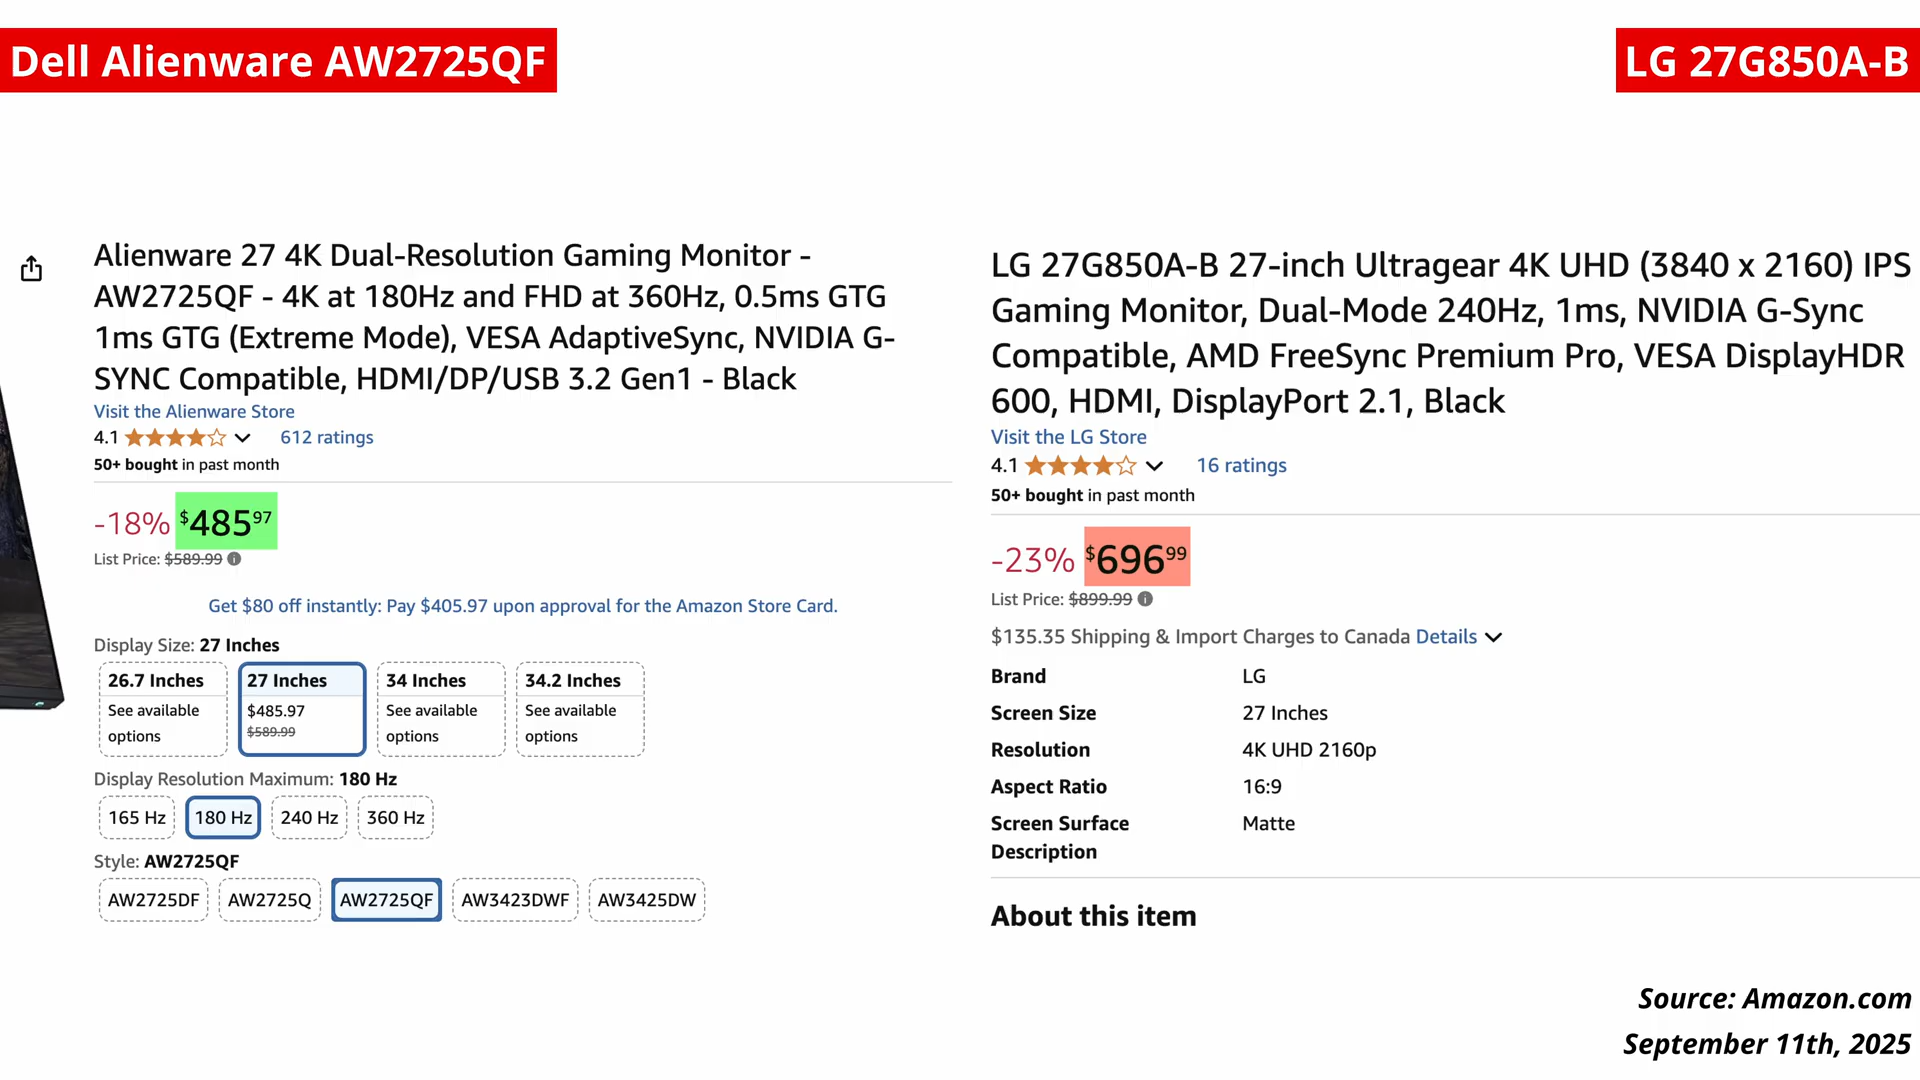 Dell Alienware AW2725QF
LG 27G850A-B
Alienware 27 4K Dual-Resolution Gaming Monitor -
AW2725QF - 4K at 180Hz and FHD at 360Hz, 0.5ms GTG
1ms GTG (Extreme Mode), VESA AdaptiveSync, NVIDIA G-
SYNC Compatible, HDMI/DP/USB 3.2 Gen1 - Black
Visit the Alienware Store
4.1 612 ratings
50+ bought in past month
-18% $485.97
List Price: $589.99
Get $80 off instantly: Pay $405.97 upon approval for the Amazon Store Card.
Display Size: 27 Inches
26.7 Inches
See available
options
27 Inches
$485.97
$589.99
34 Inches
See available
options
34.2 Inches
See available
options
Display Resolution Maximum: 180 Hz
165 Hz 180 Hz 240 Hz 360 Hz
Style: AW2725QF
AW2725DF AW2725Q AW2725QF AW3423DWF AW3425DW
LG 27G850A-B 27-inch Ultragear 4K UHD (3840 x 2160) IPS
Gaming Monitor, Dual-Mode 240Hz, 1ms, NVIDIA G-Sync
Compatible, AMD FreeSync Premium Pro, VESA DisplayHDR
600, HDMI, DisplayPort 2.1, Black
Visit the LG Store
4.1 16 ratings
50+ bought in past month
-23% $696.99
List Price: $899.99
$135.35 Shipping & Import Charges to Canada Details
Brand LG
Screen Size 27 Inches
Resolution 4K UHD 2160p
Aspect Ratio 16:9
Screen Surface Matte
Description
About this item
Source: Amazon.com
September 11th, 2025